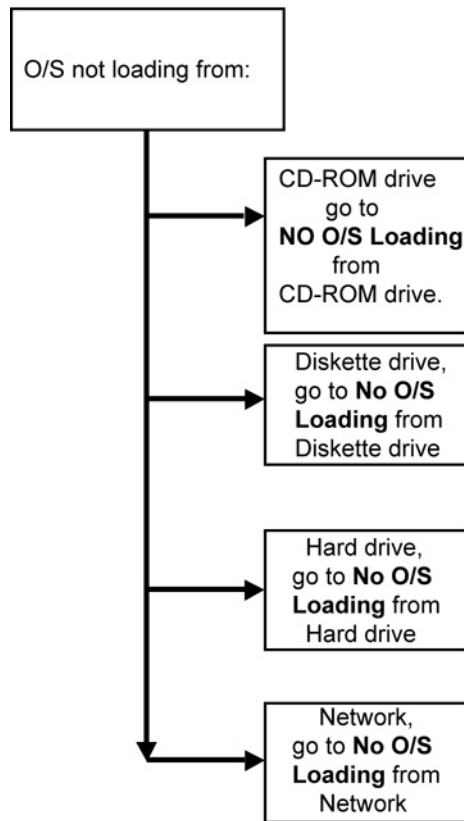 O/S not loading from:
CD-ROM drive
go to
NO O/S Loading
from
CD-ROM drive.
Diskette drive,
go to No O/S
Loading from
Diskette drive
Hard drive,
go to No O/S
Loading from
Hard drive
Network,
go to No O/S
Loading from
Network